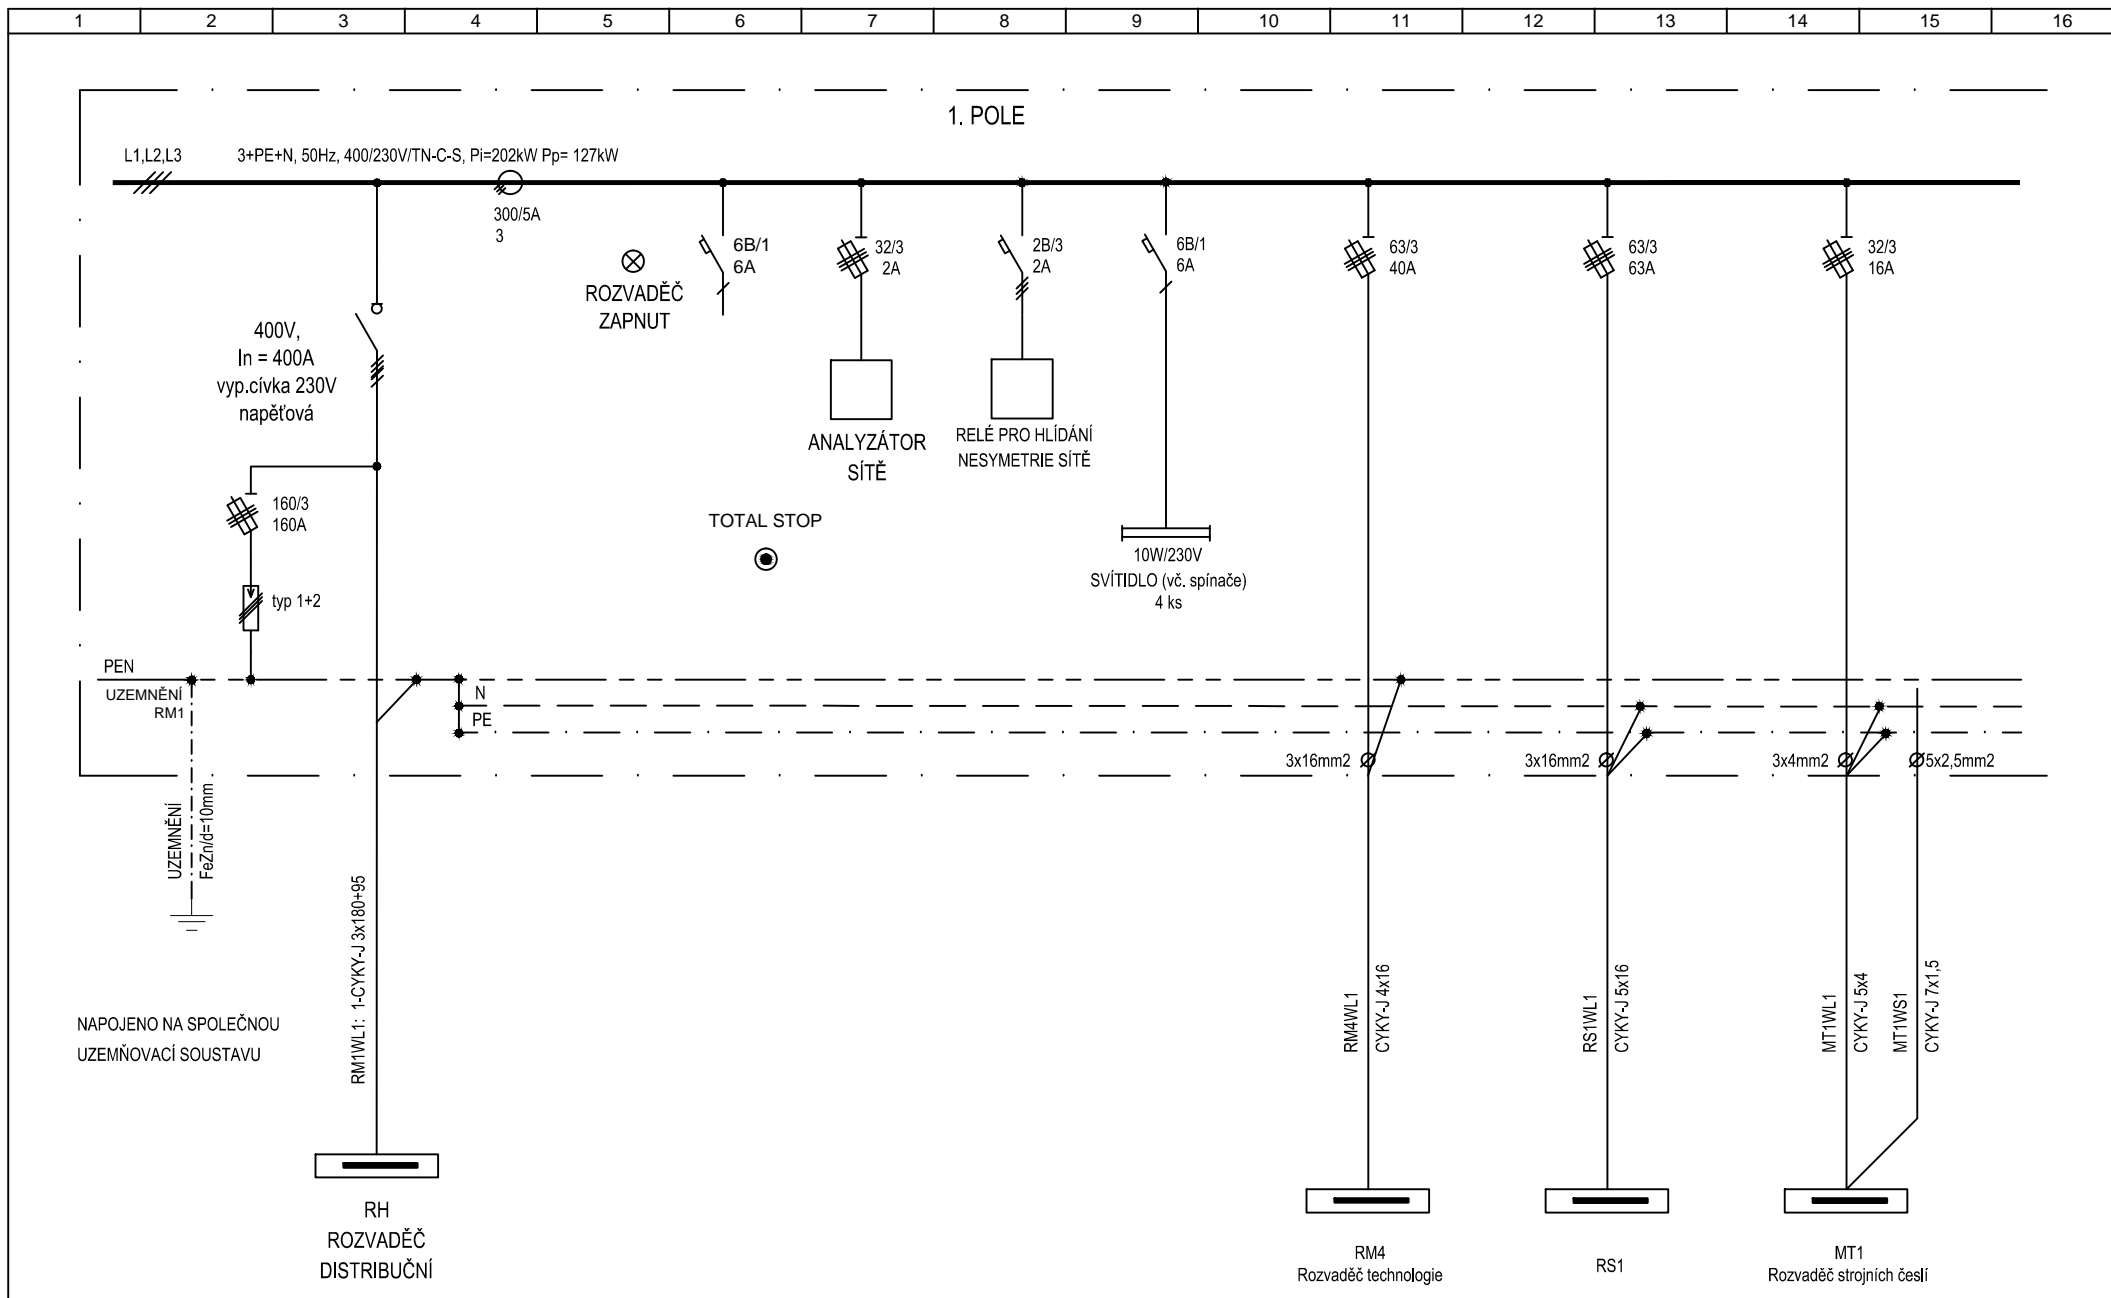 1 2 3 4 5 6 7 8 9 10 11 12 13 14 15 16
1. POLE
L1,L2,L3
3+PE+N, 50Hz, 400/230V/TN-C-S, Pi=202kW Pp= 127kW
300/5A
3
ROZVADĚČ
ZAPNUT
6B/1
6A
32/3
2A
2B/3
2A
6B/1
6A
63/3
40A
63/3
63A
32/3
16A
400V,
In = 400A
vyp.cívka 230V
napěťová
ANALYZÁTOR
SÍTĚ
RELÉ PRO HLÍDÁNÍ
NESYMETRIE SÍTĚ
160/3
160A
TOTAL STOP
10W/230V
SVÍTIDLO (vč. spínače)
4 ks
typ 1+2
PEN
UZEMNĚNÍ
RM1
N
PE
3x16mm2
3x16mm2
3x4mm2
5x2,5mm2
UZEMNĚNÍ
FeZn/d=10mm
RM1WL1: 1-CYKY-J 3x180+95
RM4WL1
CYKY-J 4x16
RS1WL1
CYKY-J 5x16
MT1WL1
CYKY-J 5x4
MT1WS1
CYKY-J 7x1,5
NAPOJENO NA SPOLEČNOU
UZEMŇOVACÍ SOUSTAVU
RH
ROZVADĚČ
DISTRIBUČNÍ
RM4
Rozvaděč technologie
RS1
MT1
Rozvaděč strojních česlí